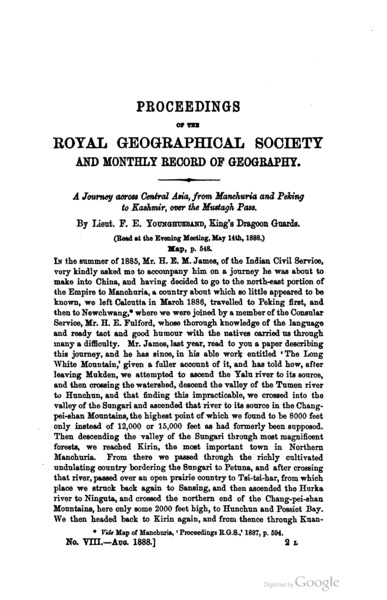 PROCEEDINGS
OF THE
ROYAL GEOGRAPHICAL SOCIETY
AND MONTHLY RECORD OF GEOGRAPHY.
A Journey across Central Asia, from Manchuria and Peking
to Kashmir, over the Mustagh Pass.
By Lieut. F. E. YOUNGHUSBAND, King's Dragoon Guards.
(Read at the Evening Meeting, May 14th, 1888.)
Map, p. 548.
IN the summer of 1885, Mr. H. E. M. James, of the Indian Civil Service,
very kindly asked me to accompany him on a journey he was about to
make into China, and having decided to go to the north-east portion of
the Empire to Manchuria, a country about which so little appeared to be
known, we left Calcutta in March 1886, travelled to Peking first, and
then to Newchwang,* where we were joined by a member of the Consular
Service, Mr. H. E. Fulford, whose thorough knowledge of the language
and ready tact and good humour with the natives carried us through
many a difficulty. Mr. James, last year, read to you a paper describing
this journey, and he has since, in his able work entitled 'The Long
White Mountain,' given a fuller account of it, and has told how, after
leaving Mukden, we attempted to ascend the Yalu river to its source,
and then crossing the watershed, descend the valley of the Tumen river
to Hunchun, and that finding this impracticable, we crossed into the
valley of the Sungari and ascended that river to its source in the Chang-
pei-shan Mountains, the highest point of which we found to be 8000 feet
only instead of 12,000 or 15,000 feet as had formerly been supposed.
Then descending the valley of the Sungari through most magnificent
forests, we reached Kirin, the most important town in Northern
Manchuria. From there we passed through the richly cultivated
undulating country bordering the Sungari to Petuna, and after crossing
that river, passed over an open prairie country to Tsi-tsi-har, from which
place we struck back again to Sansing, and then ascended the Hurka
river to Ninguta, and crossed the northern end of the Chang-pei-shan
Mountains, here only some 2000 feet high, to Hunchun and Possiet Bay.
We then headed back to Kirin again, and from thence through Kuan-
* Vide Map of Manchuria, 'Proceedings R.G.S.,' 1887, p. 594.
No. VIII.—AUG. 1888.] 2 L
Digitized by Google